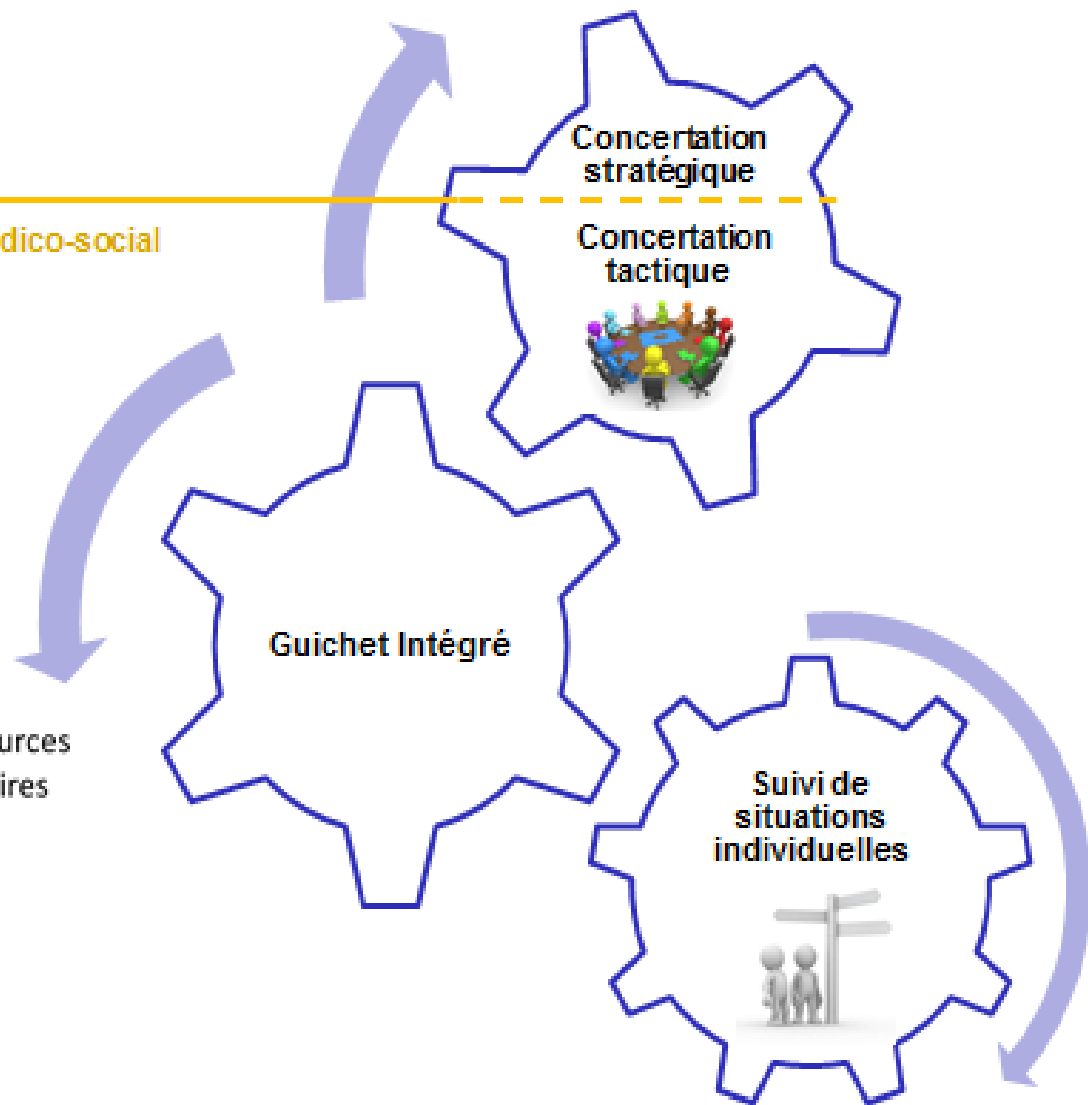 Concertation
stratégique
dico-social
Concertation
tactique
Guichet Intégré
urces
ires
Suivi de
situations
individuelles